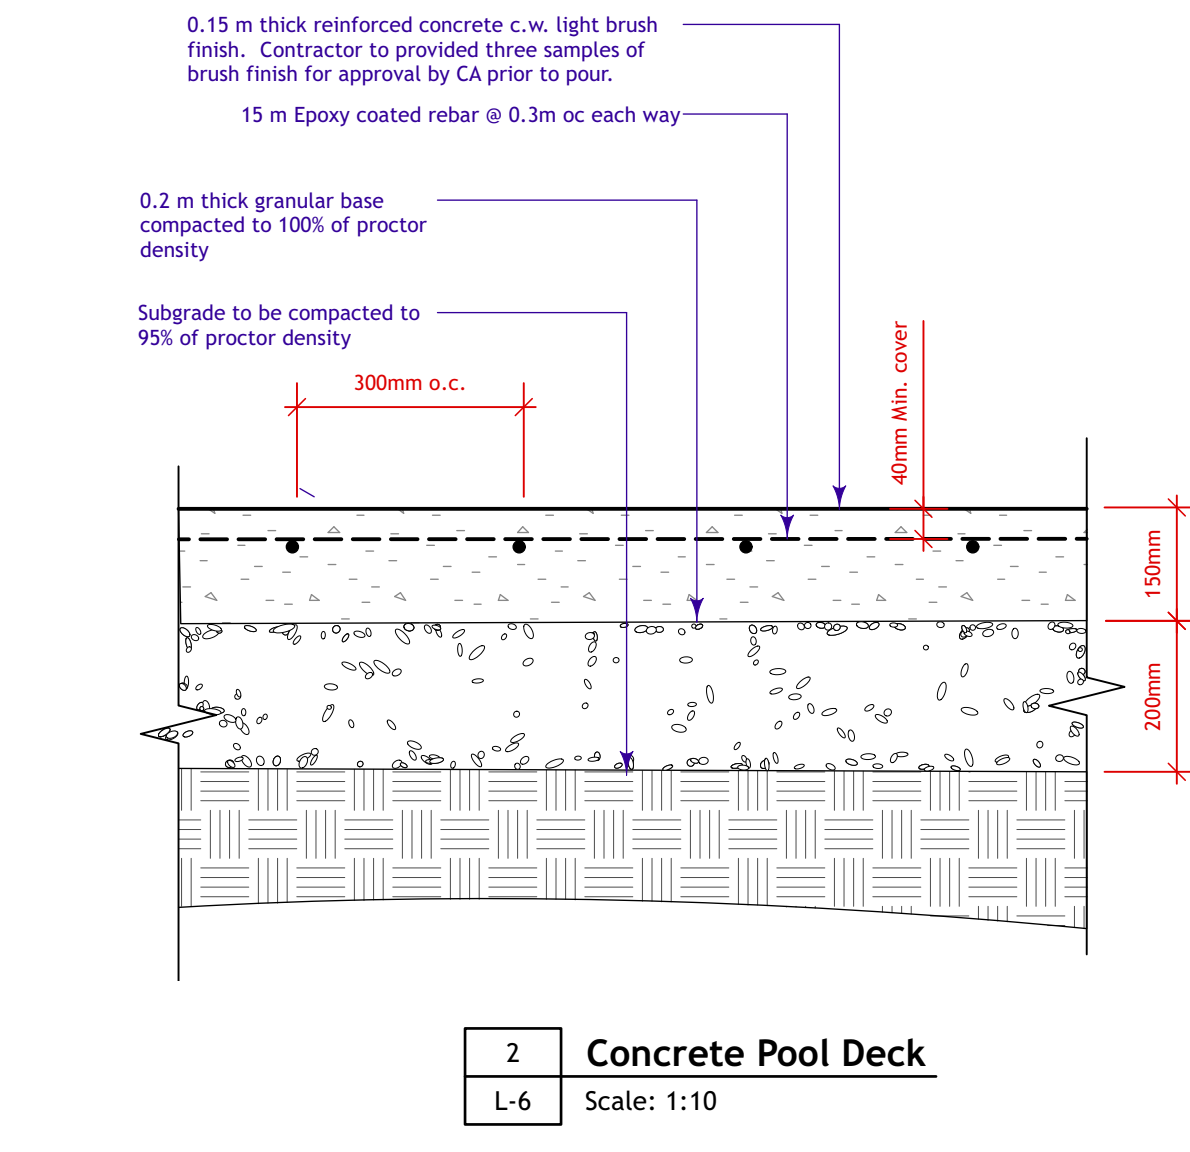 0.15 m thick reinforced concrete c.w. light brush
finish.  Contractor to provided three samples of
brush finish for approval by CA prior to pour.
15 m Epoxy coated rebar @ 0.3m oc each way
0.2 m thick granular base
compacted to 100% of proctor
density
Subgrade to be compacted to
95% of proctor density
300mm o.c.
40mm Min. cover
150mm
200mm
2
Concrete Pool Deck
L-6
Scale: 1:10